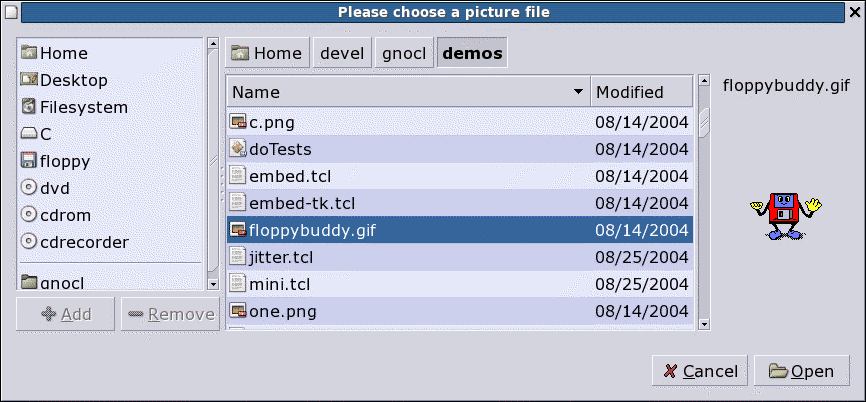 Please choose a picture file
Home
Desktop
Filesystem
C
floppy
dvd
cdrom
cdrecorder
gnocl
Add Remove
Home devel gnocl demos
Name Modified
c.png 08/14/2004
doTests 08/14/2004
embed.tcl 08/14/2004
embed-tk.tcl 08/14/2004
floppybuddy.gif 08/14/2004
jitter.tcl 08/25/2004
mini.tcl 08/25/2004
one.png 08/14/2004
floppybuddy.gif
Cancel Open